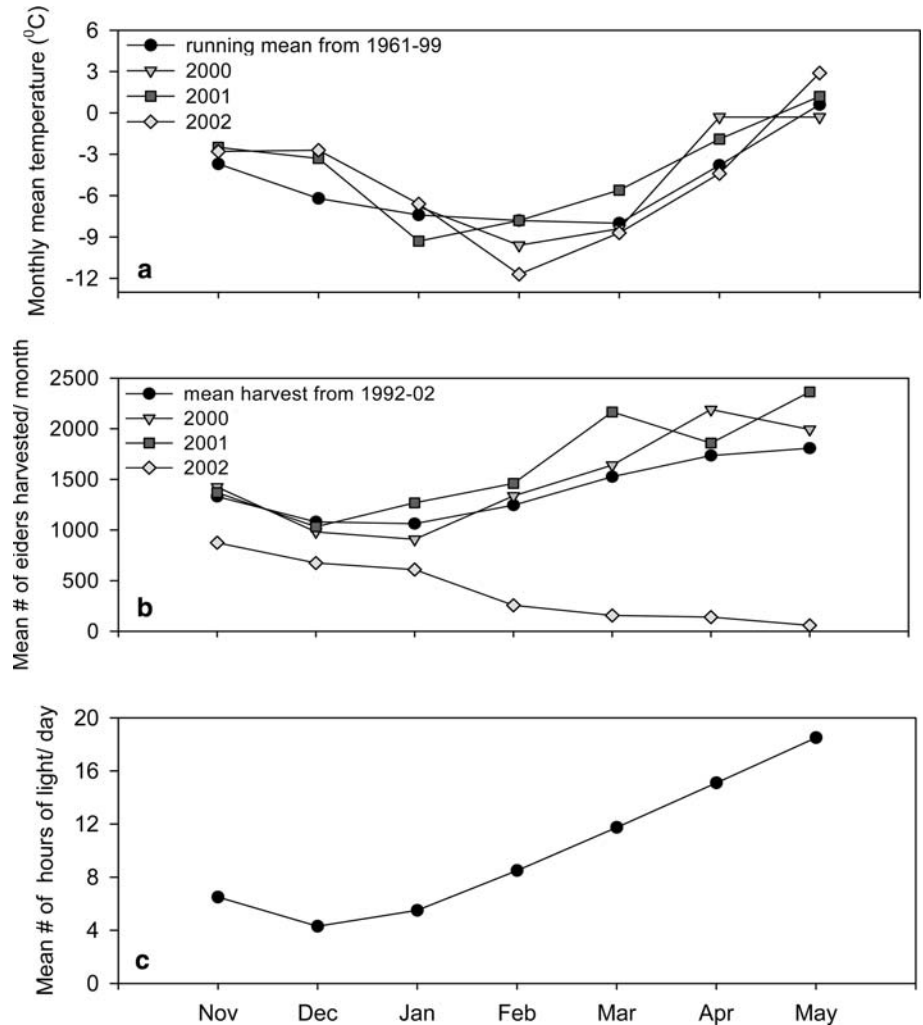 Monthly mean temperature (⁰C)
6
3
0
-3
-6
-9
-12
running mean from 1961-99
2000
2001
2002
a
Mean # of eiders harvested/ month
2500
2000
1500
1000
500
0
mean harvest from 1992-02
2000
2001
2002
b
Mean # of hours of light/ day
20
16
12
8
4
0
c
Nov Dec Jan Feb Mar Apr May